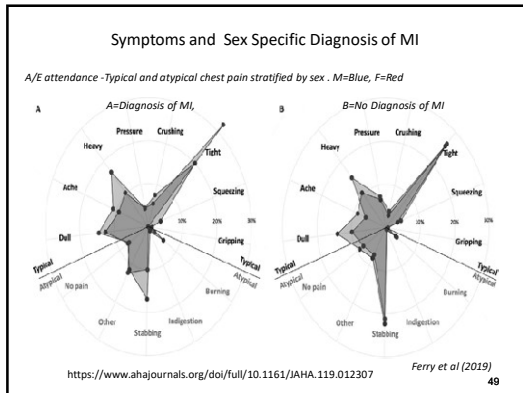 Symptoms and Sex Specific Diagnosis of MI
A/E attendance -Typical and atypical chest pain stratified by sex . M=Blue, F=Red
A
A=Diagnosis of MI,
Pressure
Crushing
Heavy
Tight
Ache
Squeezing
10%
20%
30%
Dull
Gripping
Typical
Atypical
Typical
Atypical
No pain
Burning
Other
Indigestion
Stabbing
B
B=No Diagnosis of MI
Pressure
Crushing
Heavy
Tight
Ache
Squeezing
10%
20%
30%
Dull
Gripping
Typical
Atypical
Typical
Atypical
No pain
Burning
Other
Indigestion
Stabbing
https://www.ahajournals.org/doi/full/10.1161/JAHA.119.012307
Ferry et al (2019)
49